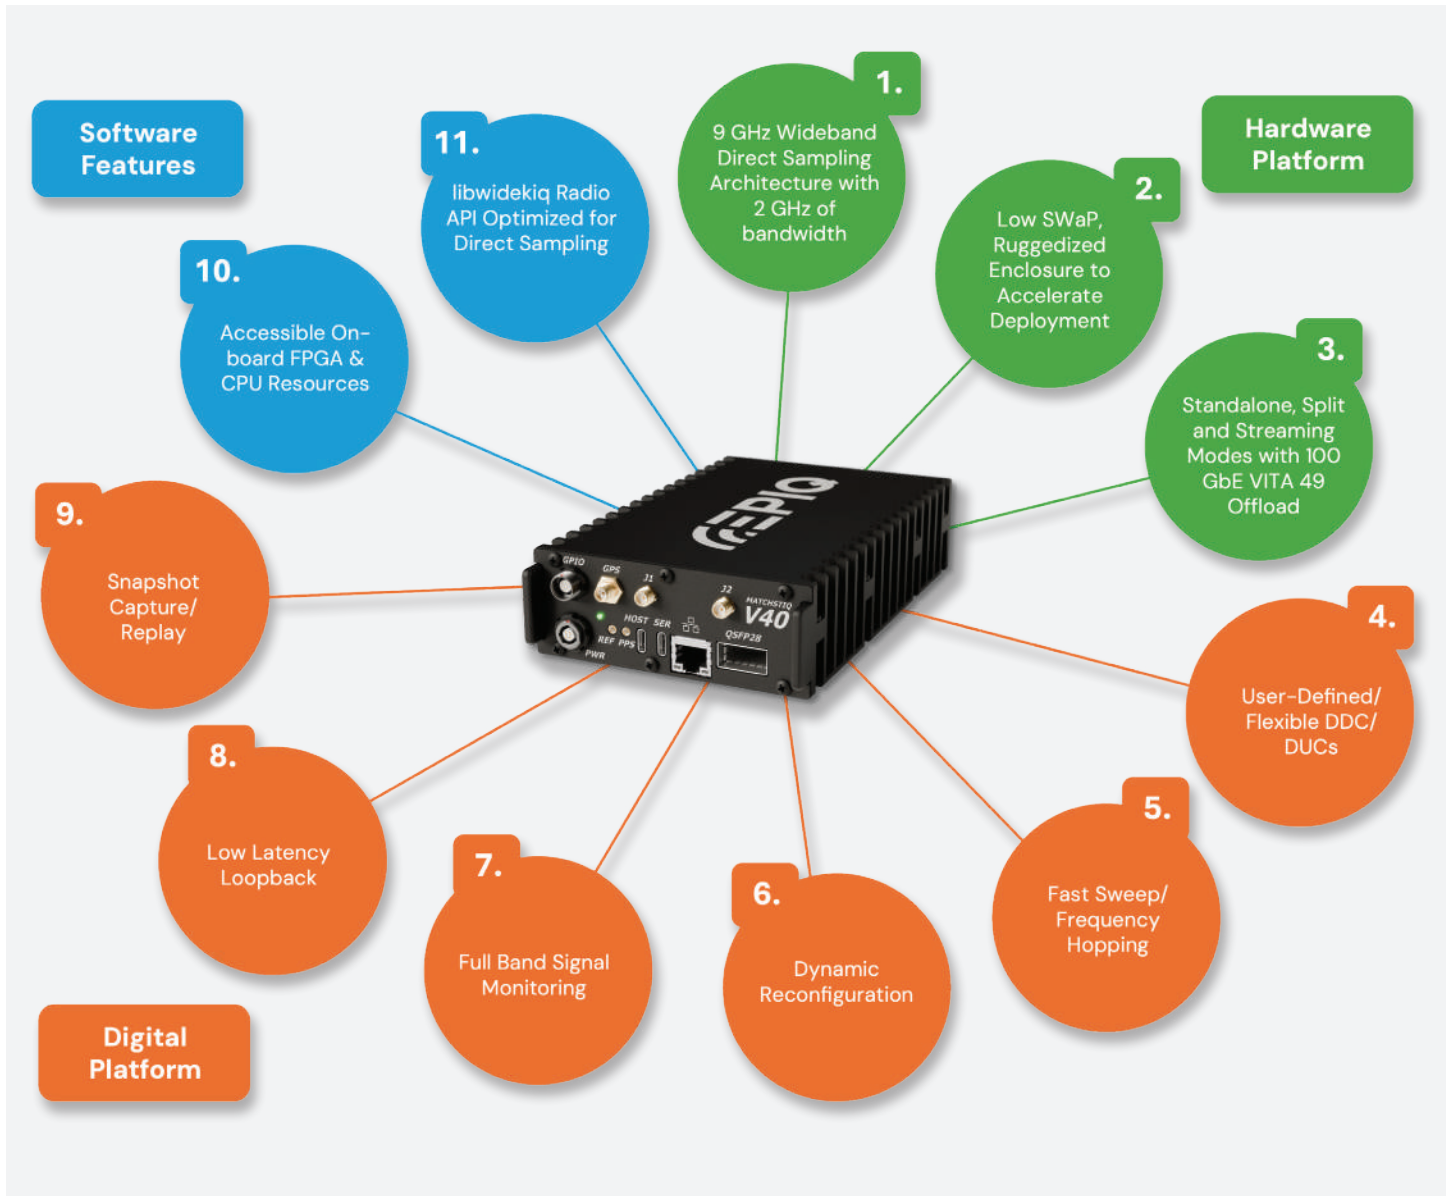 Software
Features
Hardware
Platform
1.
9 GHz Wideband
Direct Sampling
Architecture with
2 GHz of
bandwidth
2.
Low SWaP,
Ruggedized
Enclosure to
Accelerate
Deployment
3.
Standalone, Split
and Streaming
Modes with 100
GbE VITA 49
Offload
4.
User-Defined/
Flexible DDC/
DUCs
5.
Fast Sweep/
Frequency
Hopping
6.
Dynamic
Reconfiguration
7.
Full Band Signal
Monitoring
8.
Low Latency
Loopback
9.
Snapshot
Capture/
Replay
10.
Accessible On-
board FPGA &
CPU Resources
11.
libwidekiq Radio
API Optimized for
Direct Sampling
EPIQ
GPIO
GPS
J1
J2
MATCHSTIQ
V40
HOST SER
REF PPS
QSFP28
PWR
Digital
Platform